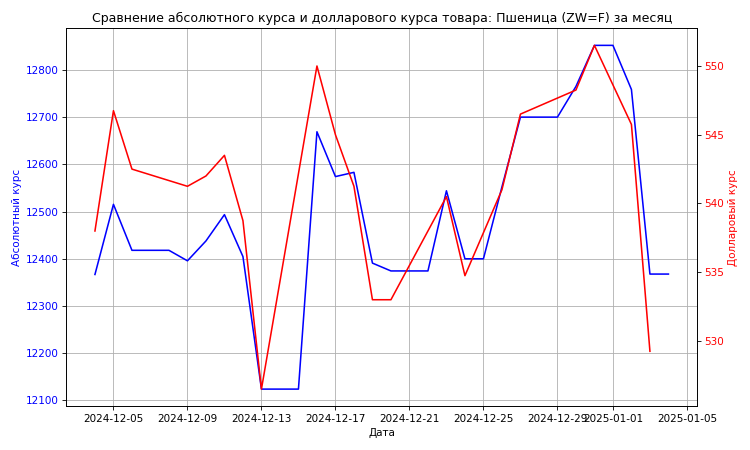 Сравнение абсолютного курса и долларового курса товара: Пшеница (ZW=F) за месяц
Абсолютный курс
12800
12700
12600
12500
12400
12300
12200
12100
550
545
540
535
530
Долларовый курс
2024-12-05 2024-12-09 2024-12-13 2024-12-17 2024-12-21 2024-12-25 2024-12-29 2025-01-01 2025-01-05
Дата